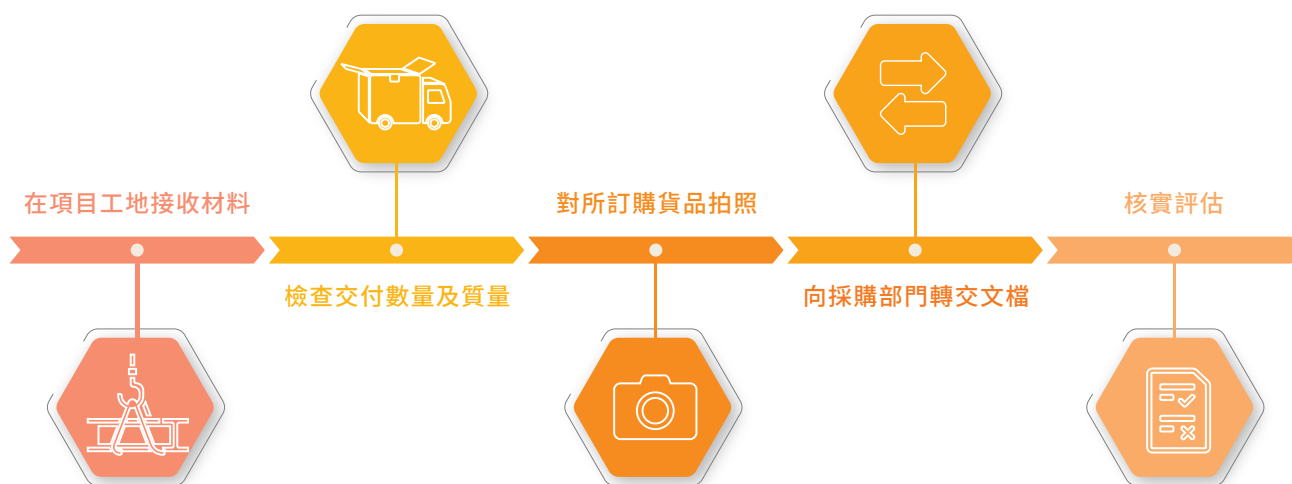 在項目工地接收材料
檢查交付數量及質量
對所訂購貨品拍照
向採購部門轉交文檔
核實評估